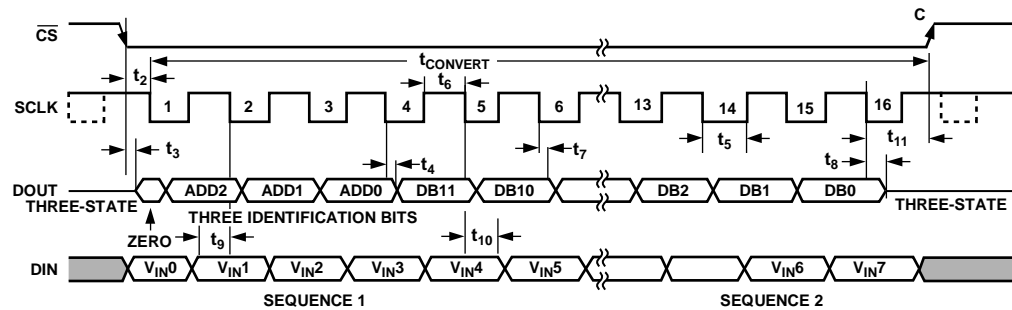 CS C
t2 tCONVERT t6
SCLK 1 2 3 4 5 6 13 14 15 16
t3 t4 t7 t5 t8 t11
DOUT ADD2 ADD1 ADD0 DB11 DB10 DB2 DB1 DB0
THREE-STATE THREE IDENTIFICATION BITS THREE-STATE
ZERO t9 t10
DIN VIN0 VIN1 VIN2 VIN3 VIN4 VIN5 VIN6 VIN7
SEQUENCE 1 SEQUENCE 2